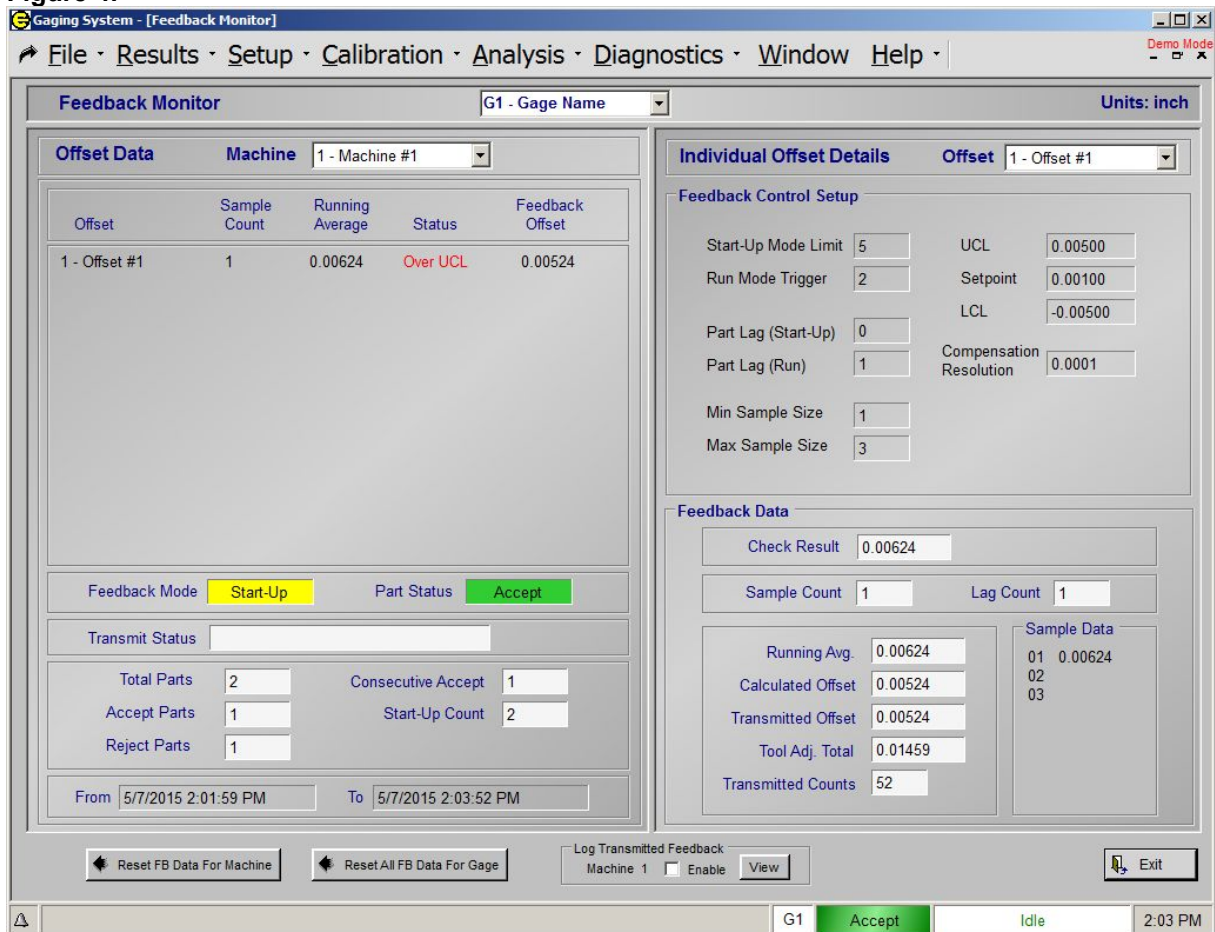 Gaging System - [Feedback Monitor]
File Results Setup Calibration Analysis Diagnostics Window Help
Demo Mode
Feedback Monitor
G1 - Gage Name
Units: inch
Offset Data Machine 1 - Machine #1
Offset Sample Count Running Average Status Feedback Offset
1 - Offset #1 1 0.00624 Over UCL 0.00524
Feedback Mode Start-Up Part Status Accept
Transmit Status
Total Parts 2 Consecutive Accept 1
Accept Parts 1 Start-Up Count 2
Reject Parts 1
From 5/7/2015 2:01:59 PM To 5/7/2015 2:03:52 PM
Individual Offset Details Offset 1 - Offset #1
Feedback Control Setup
Start-Up Mode Limit 5 UCL 0.00500
Run Mode Trigger 2 Setpoint 0.00100
LCL -0.00500
Part Lag (Start-Up) 0
Part Lag (Run) 1 Compensation Resolution 0.0001
Min Sample Size 1
Max Sample Size 3
Feedback Data
Check Result 0.00624
Sample Count 1 Lag Count 1
Running Avg. 0.00624
Calculated Offset 0.00524
Transmitted Offset 0.00524
Tool Adj. Total 0.01459
Transmitted Counts 52
Sample Data
01 0.00624
02
03
Reset FB Data For Machine
Reset All FB Data For Gage
Log Transmitted Feedback
Machine 1 Enable View
Exit
G1 Accept Idle 2:03 PM